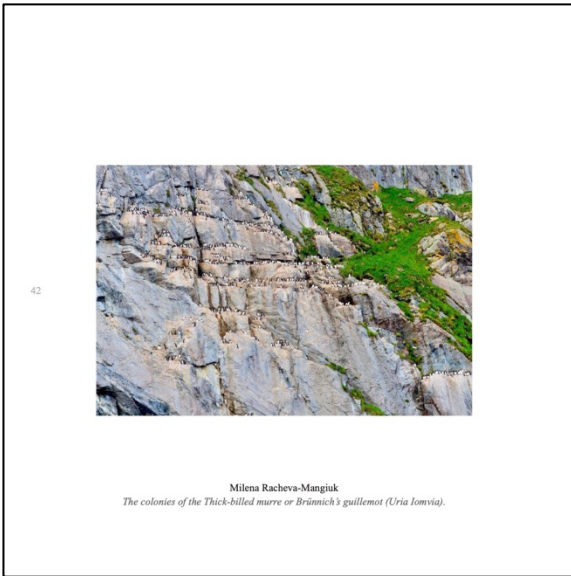 42
Milena Racheva-Mangiuk
The colonies of the Thick-billed murre or Brünnich's guillemot (Uria Iomvia).